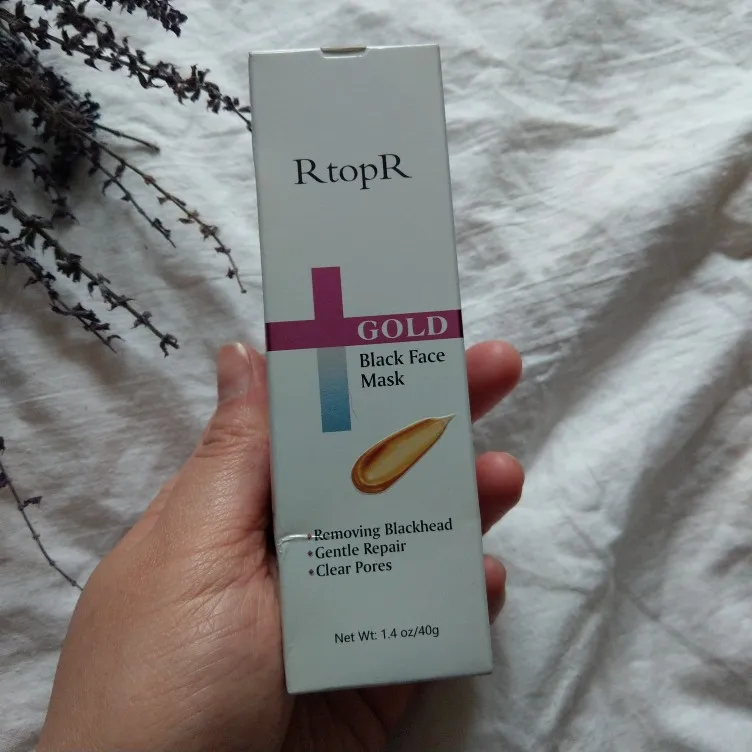 RtopR
GOLD
Black Face
Mask
•Removing Blackhead
•Gentle Repair
•Clear Pores
Net Wt: 1.4 oz/40g